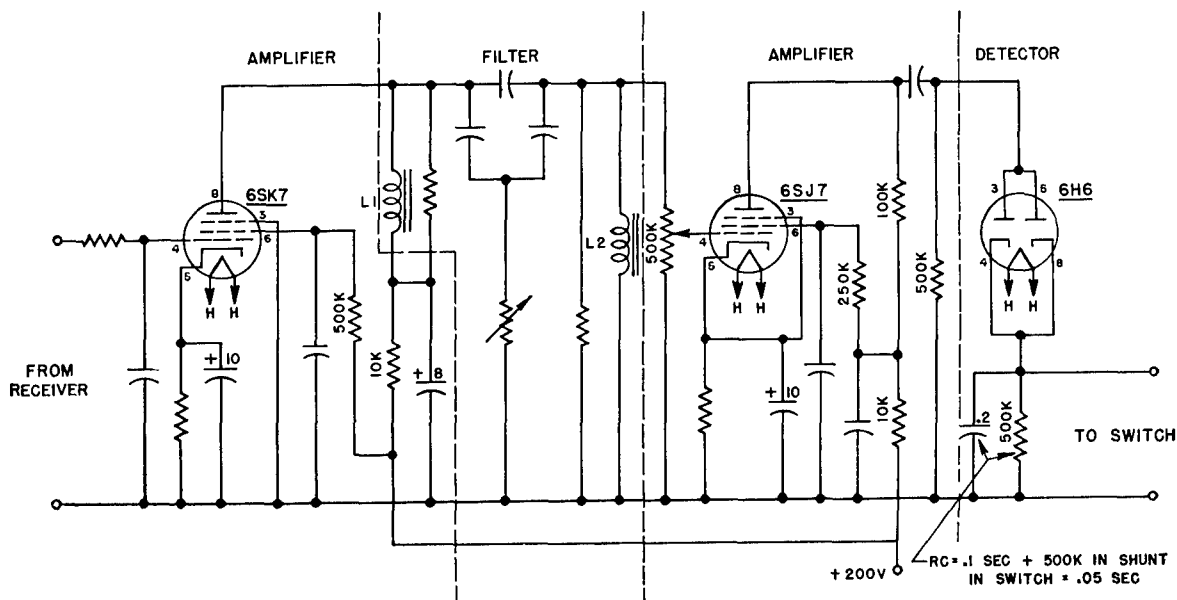 AMPLIFIER
FILTER
AMPLIFIER
DETECTOR
8
6SK7
3
6
4
5
H H
L1
500K
10K
+ 10
+ 8
FROM
RECEIVER
L2
500K
8
6SJ7
3
6
4
5
H H
100K
250K
500K
10K
+ 10
3 5
6H6
4 8
H H
.2
500K
TO SWITCH
+200V
RC = .1 SEC + 500K IN SHUNT
IN SWITCH = .05 SEC